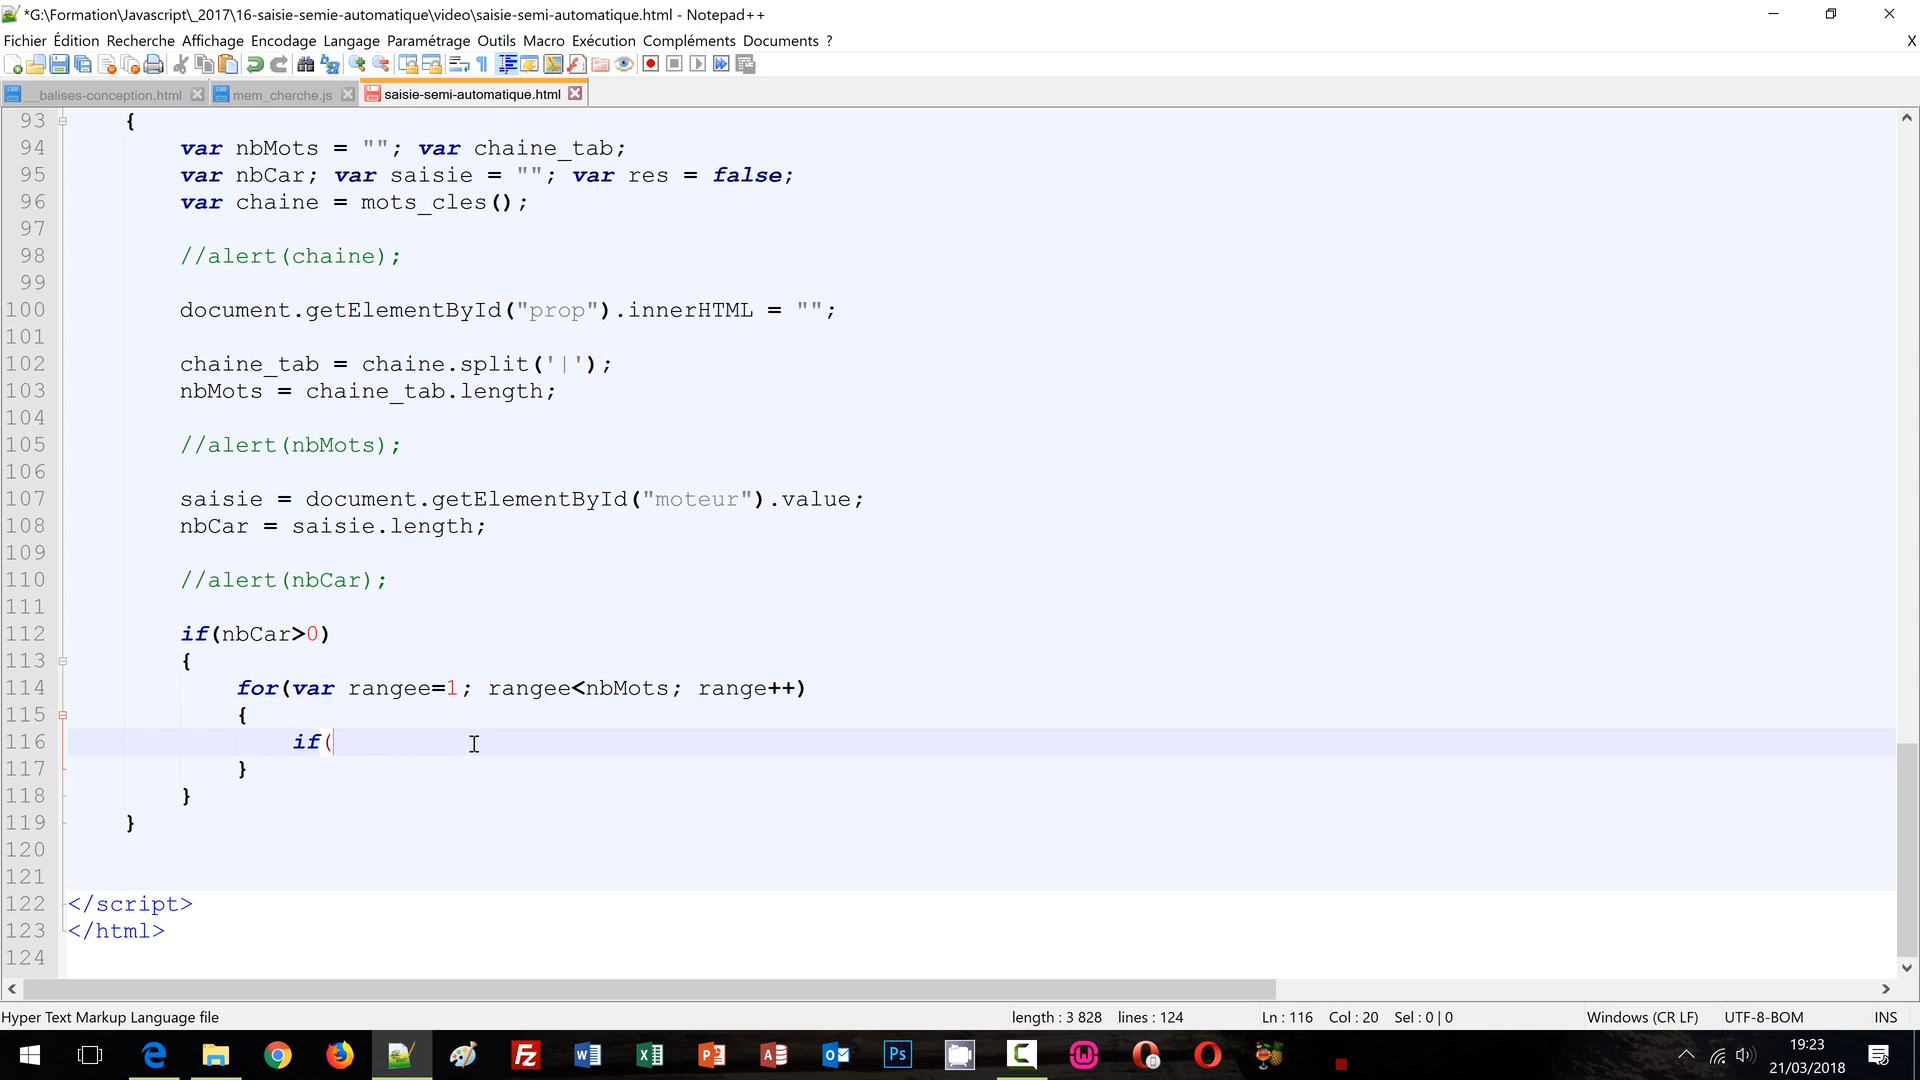 *G:\Formation\Javascript\_2017\16-saisie-semie-automatique\video\saisie-semi-automatique.html - Notepad++
Fichier Édition Recherche Affichage Encodage Langage Paramétrage Outils Macro Exécution Compléments Documents ? X
__balises-conception.html mem_cherche.js saisie-semi-automatique.html
93 {
94 var nbMots = ""; var chaine_tab;
95 var nbCar; var saisie = ""; var res = false;
96 var chaine = mots_cles();
97
98 //alert(chaine);
99
100 document.getElementById("prop").innerHTML = "";
101
102 chaine_tab = chaine.split('|');
103 nbMots = chaine_tab.length;
104
105 //alert(nbMots);
106
107 saisie = document.getElementById("moteur").value;
108 nbCar = saisie.length;
109
110 //alert(nbCar);
111
112 if(nbCar>0)
113 {
114 for(var rangee=1; rangee<nbMots; range++)
115 {
116 if(
117 }
118 }
119 }
120
121
122 </script>
123 </html>
124
Hyper Text Markup Language file length : 3 828 lines : 124 Ln : 116 Col : 20 Sel : 0 | 0 Windows (CR LF) UTF-8-BOM INS
19:23
21/03/2018